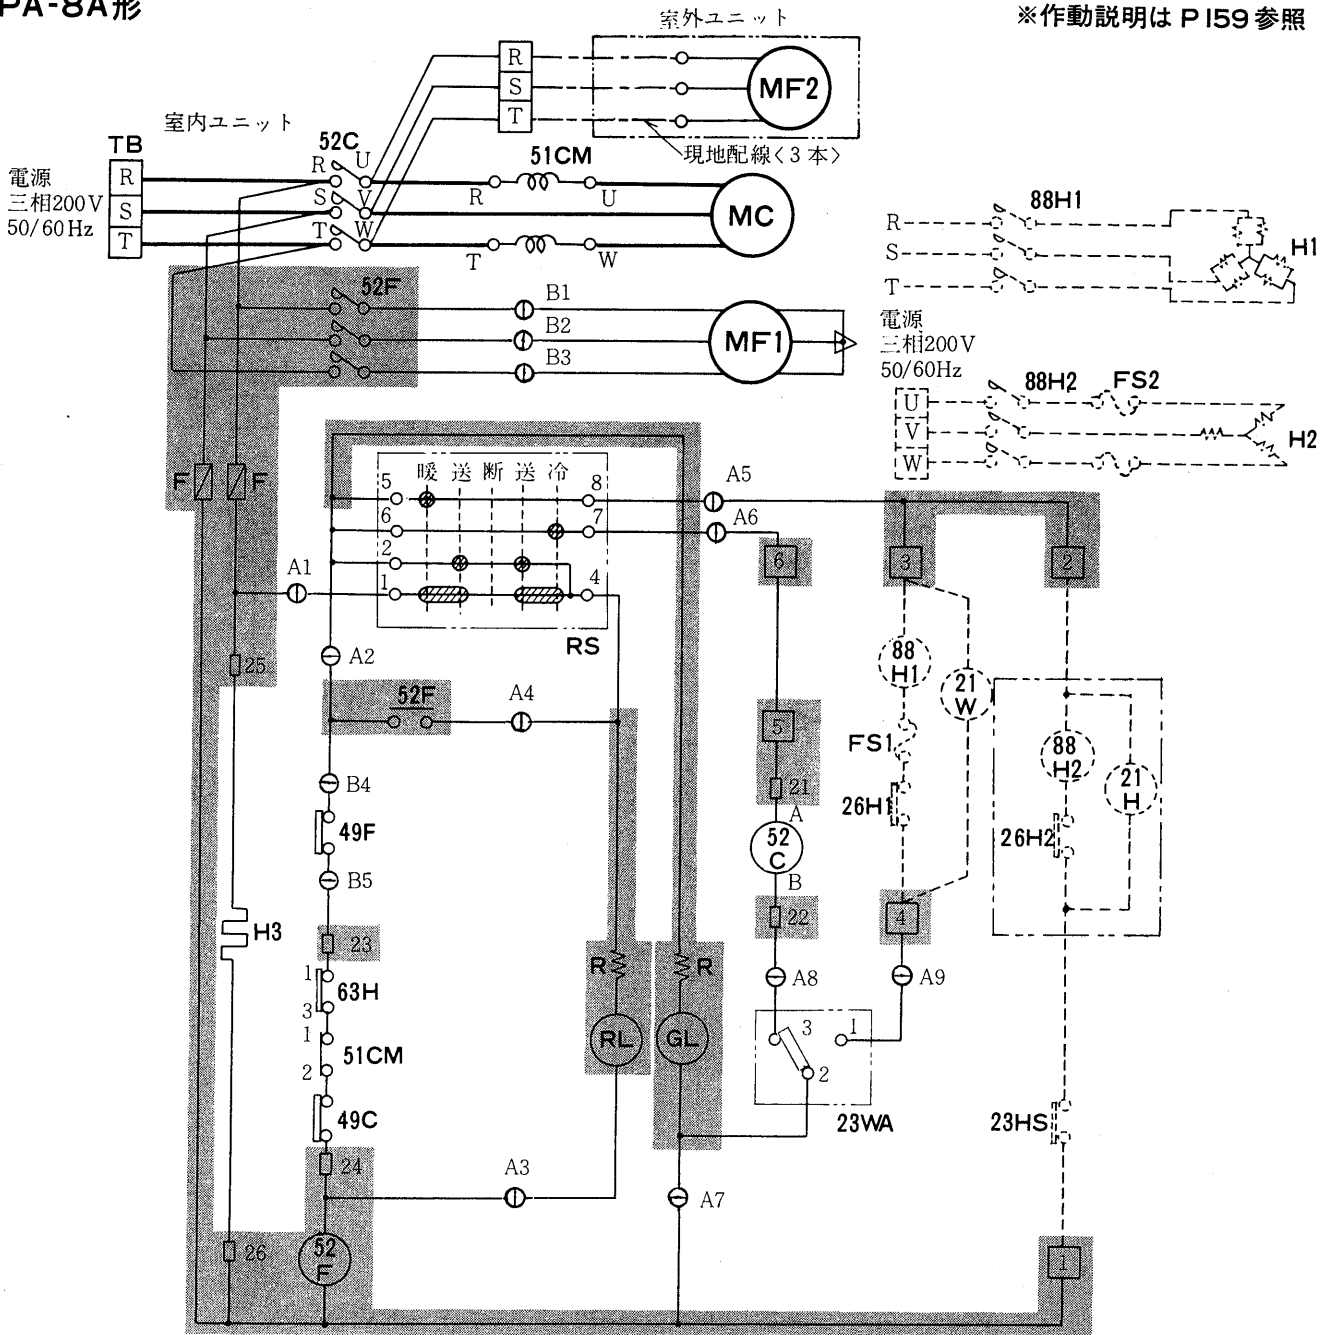 PA-8A形
※作動説明は P159 参照
室外ユニット
R
S
T
MF2
現地配線〈3本〉
室内ユニット
TB
電源
三相200V
50/60Hz
R
S
T
52C
R U
S V
T W
51CM
R U
T W
MC
52F
B1
B2
B3
MF1
R
S
T
88H1
H1
電源
三相200V
50/60Hz
U
V
W
88H2
FS2
H2
F
F
暖 送 断 送 冷
5
8
6
7
2
1
4
RS
A1
A5
A6
6
3
2
25
A2
52F
A4
5
21
A
52
C
B
22
A8
88
H1
21
W
FS1
26H1
4
A9
88
H2
21
H
26H2
B4
49F
B5
23
1
63H
3
1
51CM
2
49C
24
H3
R
R
RL
GL
3
1
2
23WA
23HS
A3
A7
26
52
F
1